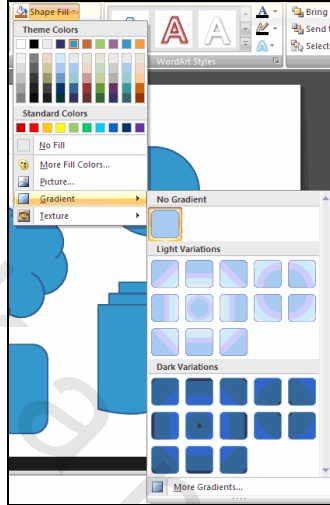 Shape Fill
Bring
Send t
Select
WordArt Styles
Theme Colors
Standard Colors
No Fill
More Fill Colors...
Picture...
Gradient
Texture
No Gradient
Light Variations
Dark Variations
More Gradients...